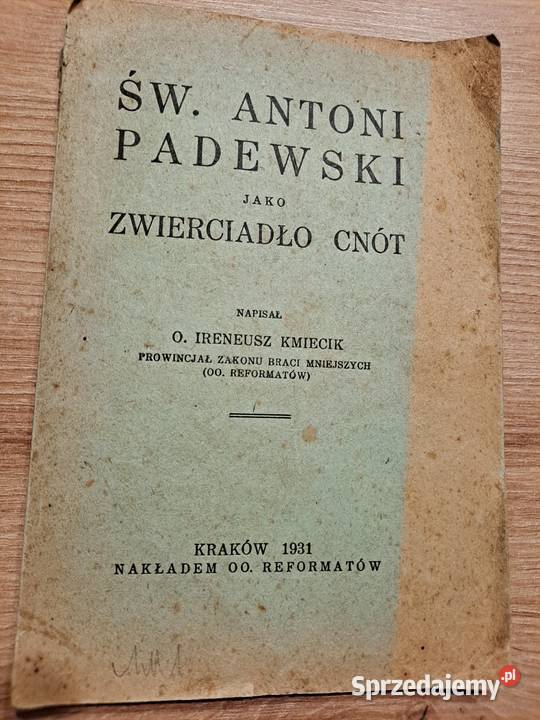 ŚW. ANTONI
PADEWSKI
JAKO
ZWIERCIADŁO CNÓT
NAPISAŁ
O. IRENEUSZ KMIECIK
PROWINCJAŁ ZAKONU BRACI MNIEJSZYCH
(OO. REFORMATÓW)
KRAKÓW 1931
NAKŁADEM OO. REFORMATÓW
Sprzedajemy.pl